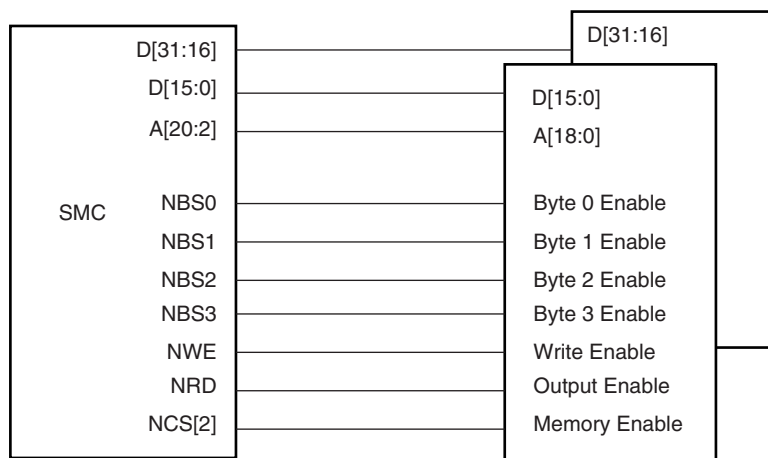 D[31:16] D[31:16]
D[15:0] D[15:0]
A[20:2] A[18:0]
SMC
NBS0 Byte 0 Enable
NBS1 Byte 1 Enable
NBS2 Byte 2 Enable
NBS3 Byte 3 Enable
NWE Write Enable
NRD Output Enable
NCS[2] Memory Enable